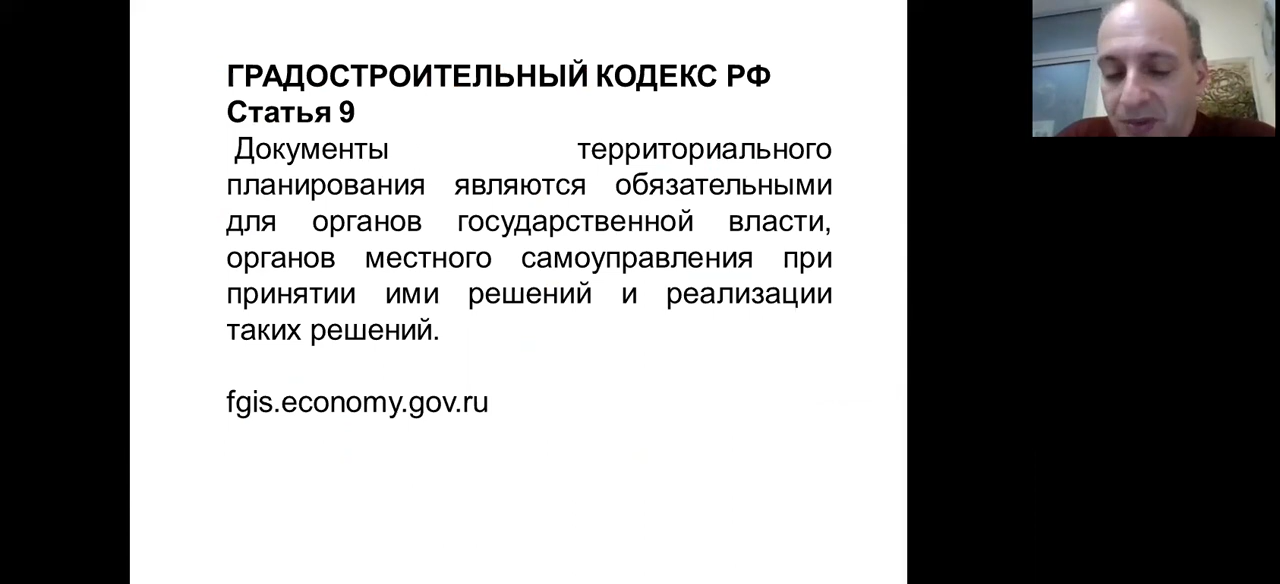 ГРАДОСТРОИТЕЛЬНЫЙ КОДЕКС РФ
Статья 9
Документы территориального
планирования являются обязательными
для органов государственной власти,
органов местного самоуправления при
принятии ими решений и реализации
таких решений.
fgis.economy.gov.ru